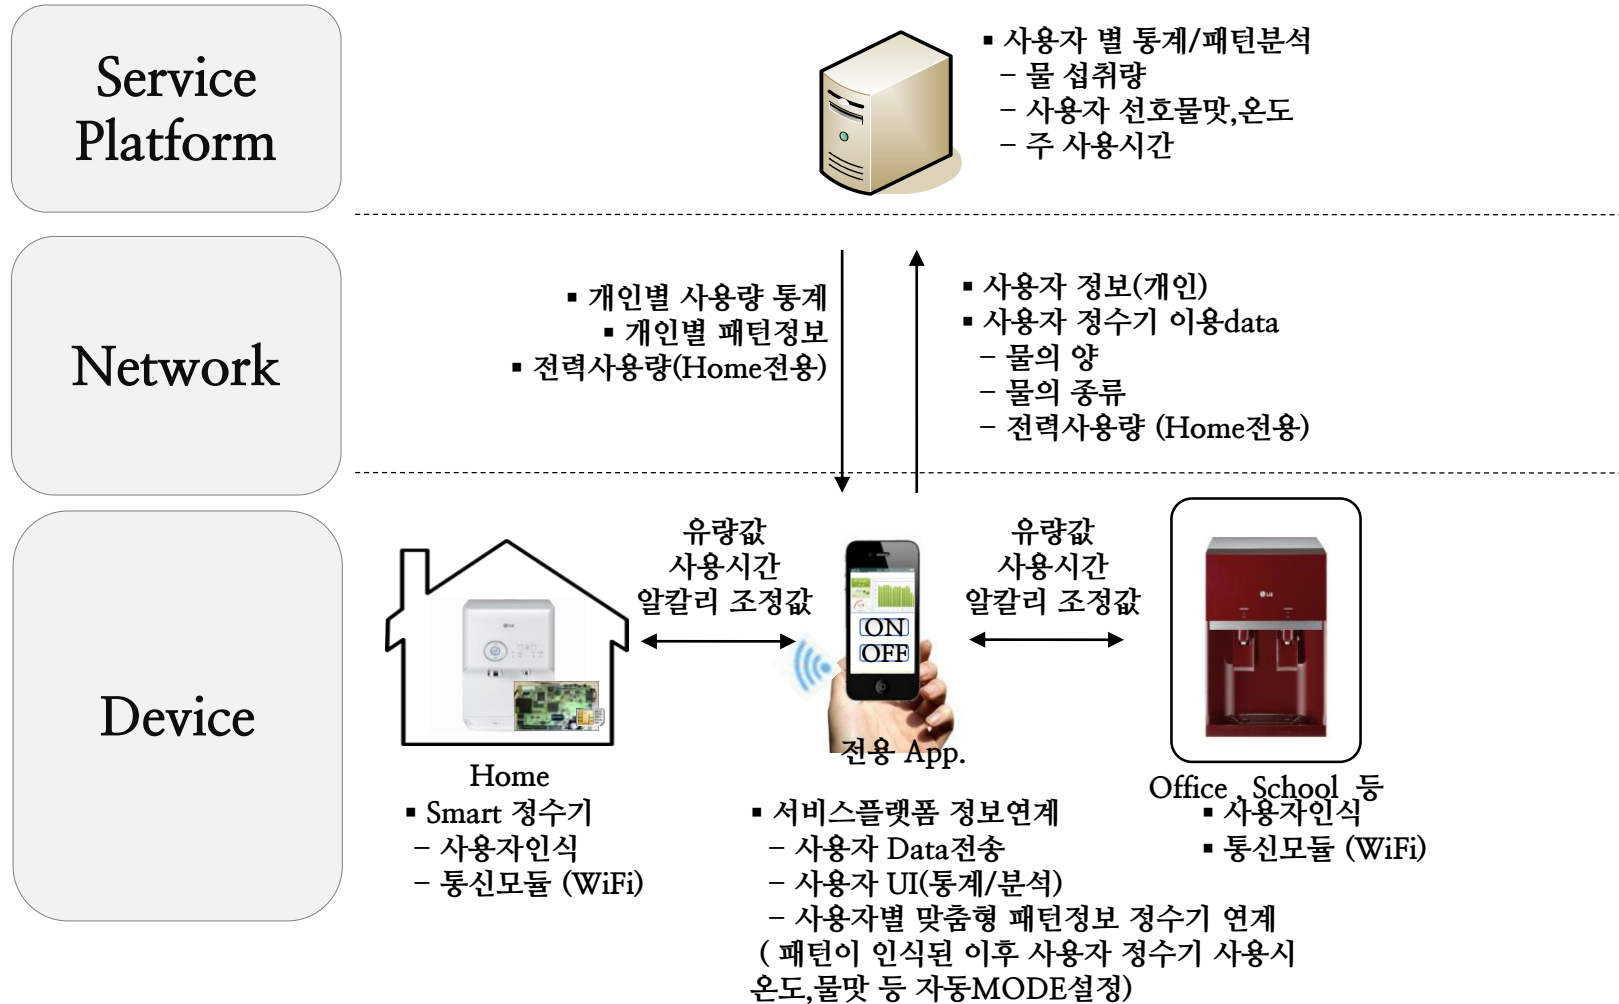 Service
Platform
▪ 사용자 별 통계/패턴분석
– 물 섭취량
– 사용자 선호물맛,온도
– 주 사용시간
Network
▪ 개인별 사용량 통계
▪ 개인별 패턴정보
▪ 전력사용량(Home전용)
▪ 사용자 정보(개인)
▪ 사용자 정수기 이용data
– 물의 양
– 물의 종류
– 전력사용량 (Home전용)
Device
유량값
사용시간
알칼리 조정값
유량값
사용시간
알칼리 조정값
ON
OFF
LG
LG
전용 App.
Home
▪ Smart 정수기
– 사용자인식
– 통신모듈 (WiFi)
▪ 서비스플랫폼 정보연계
– 사용자 Data전송
– 사용자 UI(통계/분석)
– 사용자별 맞춤형 패턴정보 정수기 연계
( 패턴이 인식된 이후 사용자 정수기 사용시
온도,물맛 등 자동MODE설정)
Office , School 등
▪ 사용자인식
▪ 통신모듈 (WiFi)